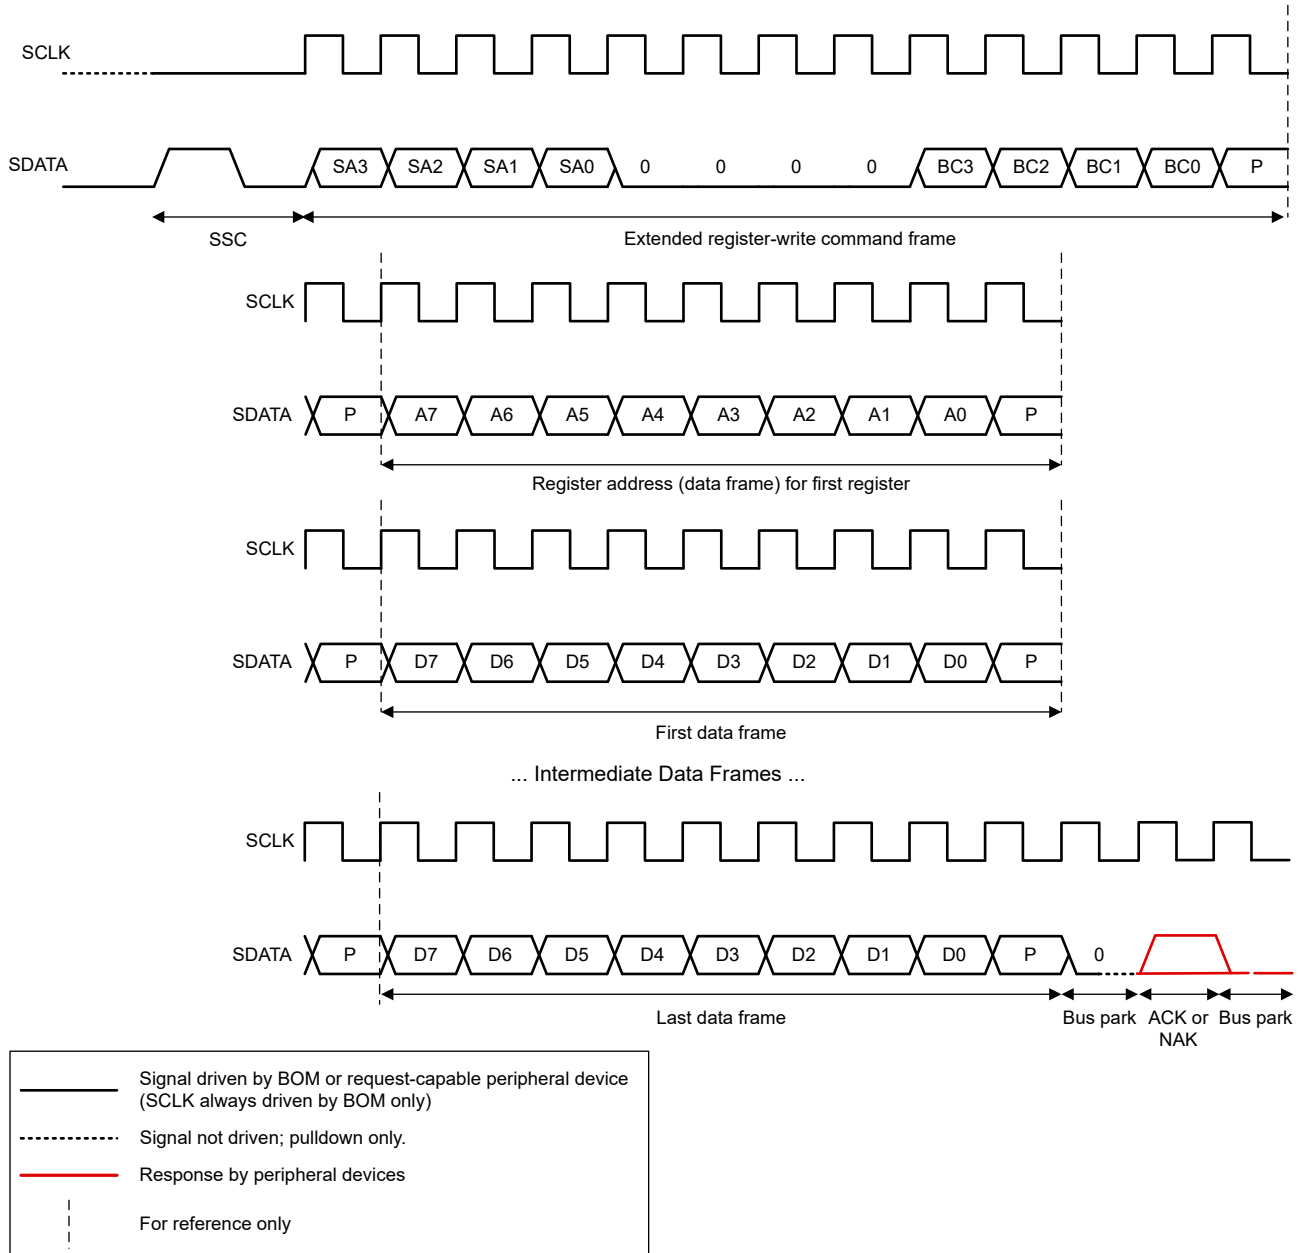 SCLK
SDATA SA3 SA2 SA1 SA0 0 0 0 0 BC3 BC2 BC1 BC0 P
SSC Extended register-write command frame
SCLK
SDATA P A7 A6 A5 A4 A3 A2 A1 A0 P
Register address (data frame) for first register
SCLK
SDATA P D7 D6 D5 D4 D3 D2 D1 D0 P
First data frame
... Intermediate Data Frames ...
SCLK
SDATA P D7 D6 D5 D4 D3 D2 D1 D0 P 0
Last data frame Bus park ACK or Bus park
NAK
Signal driven by BOM or request-capable peripheral device
(SCLK always driven by BOM only)
Signal not driven; pulldown only.
Response by peripheral devices
For reference only